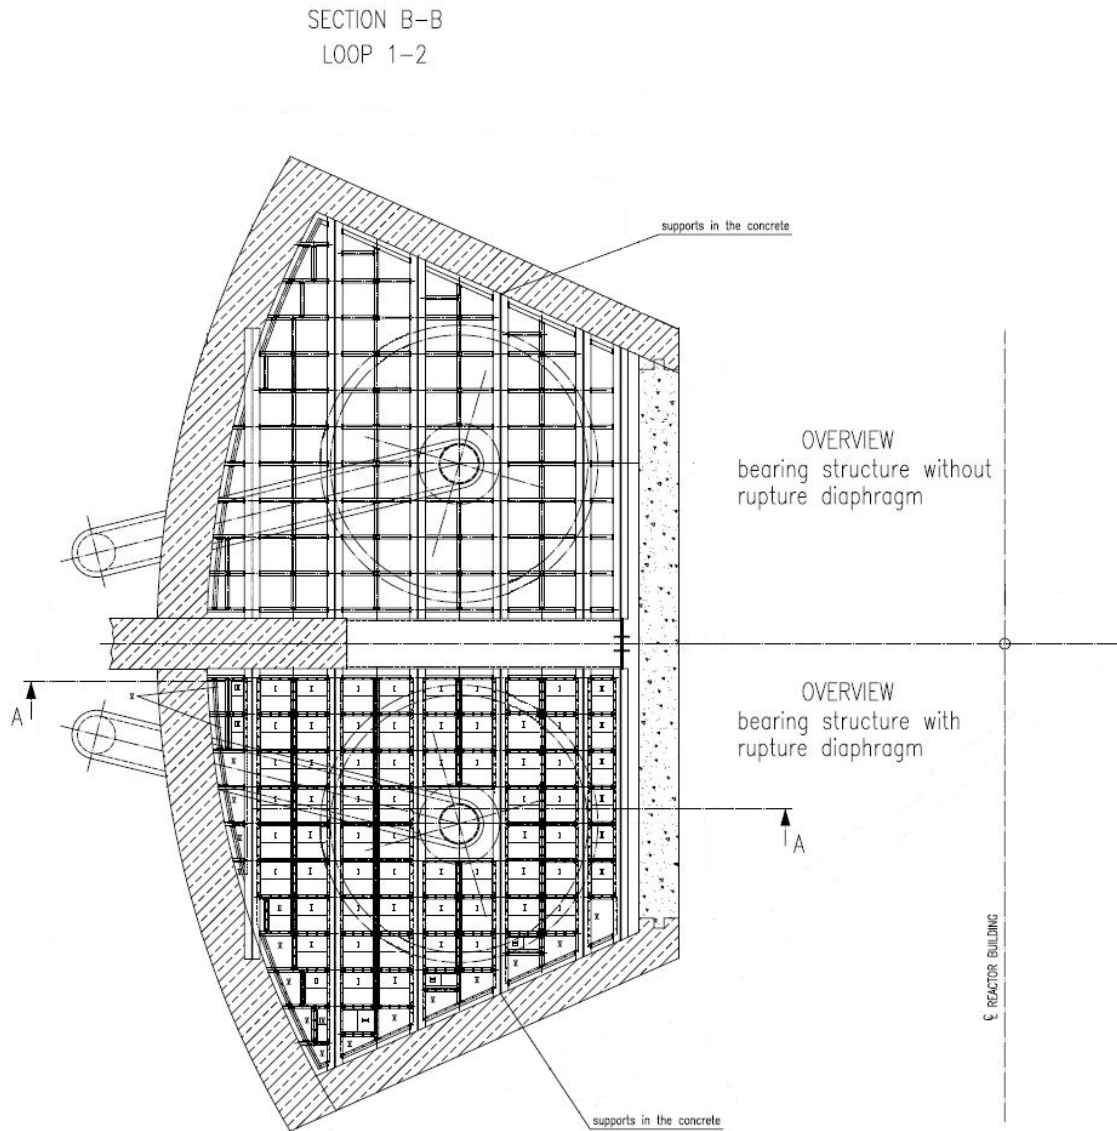 SECTION B-B
LOOP 1-2
supports in the concrete
OVERVIEW
bearing structure without
rupture diaphragm
OVERVIEW
bearing structure with
rupture diaphragm
A
A
℄ REACTOR BUILDING
supports in the concrete